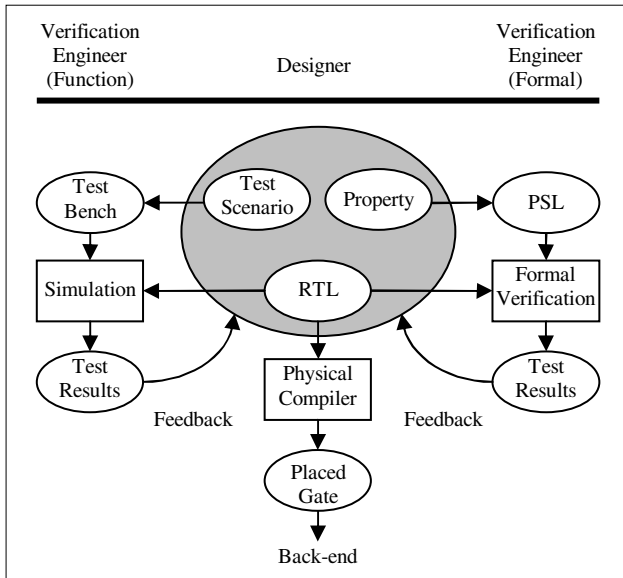 Verification
Engineer
(Function)
Designer
Verification
Engineer
(Formal)
Test
Bench
Test
Scenario
Property
PSL
Simulation
RTL
Formal
Verification
Test
Results
Physical
Compiler
Test
Results
Feedback
Feedback
Placed
Gate
Back-end